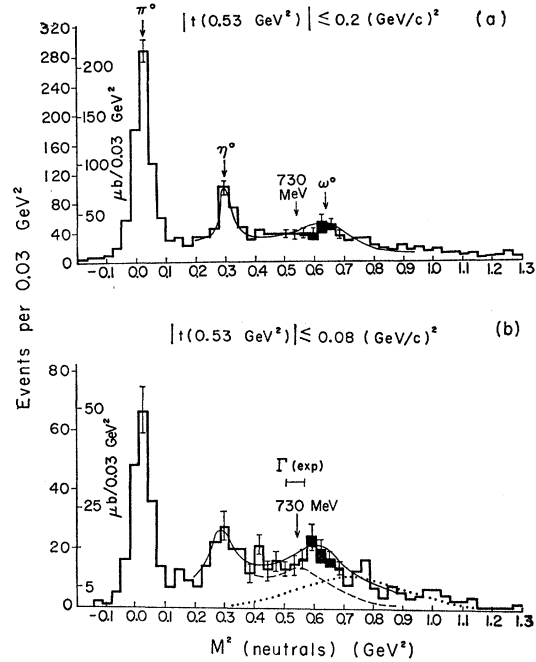 π°
|t(0.53 GeV²)| ≤ 0.2 (GeV/c)² (a)
320
280
240
200
160
120
80
40
0
200
150
100
50
μb/0.03 GeV²
η°
730
MeV
ω°
-0.1 0.0 0.1 0.2 0.3 0.4 0.5 0.6 0.7 0.8 0.9 1.0 1.1 1.2 1.3
Events per 0.03 GeV²
|t(0.53 GeV²)| ≤ 0.08 (GeV/c)² (b)
80
60
40
20
0
50
25
5
μb/0.03 GeV²
Γ (exp)
730 MeV
-0.1 0.0 0.1 0.2 0.3 0.4 0.5 0.6 0.7 0.8 0.9 1.0 1.1 1.2 1.3
M² (neutrals) (GeV²)